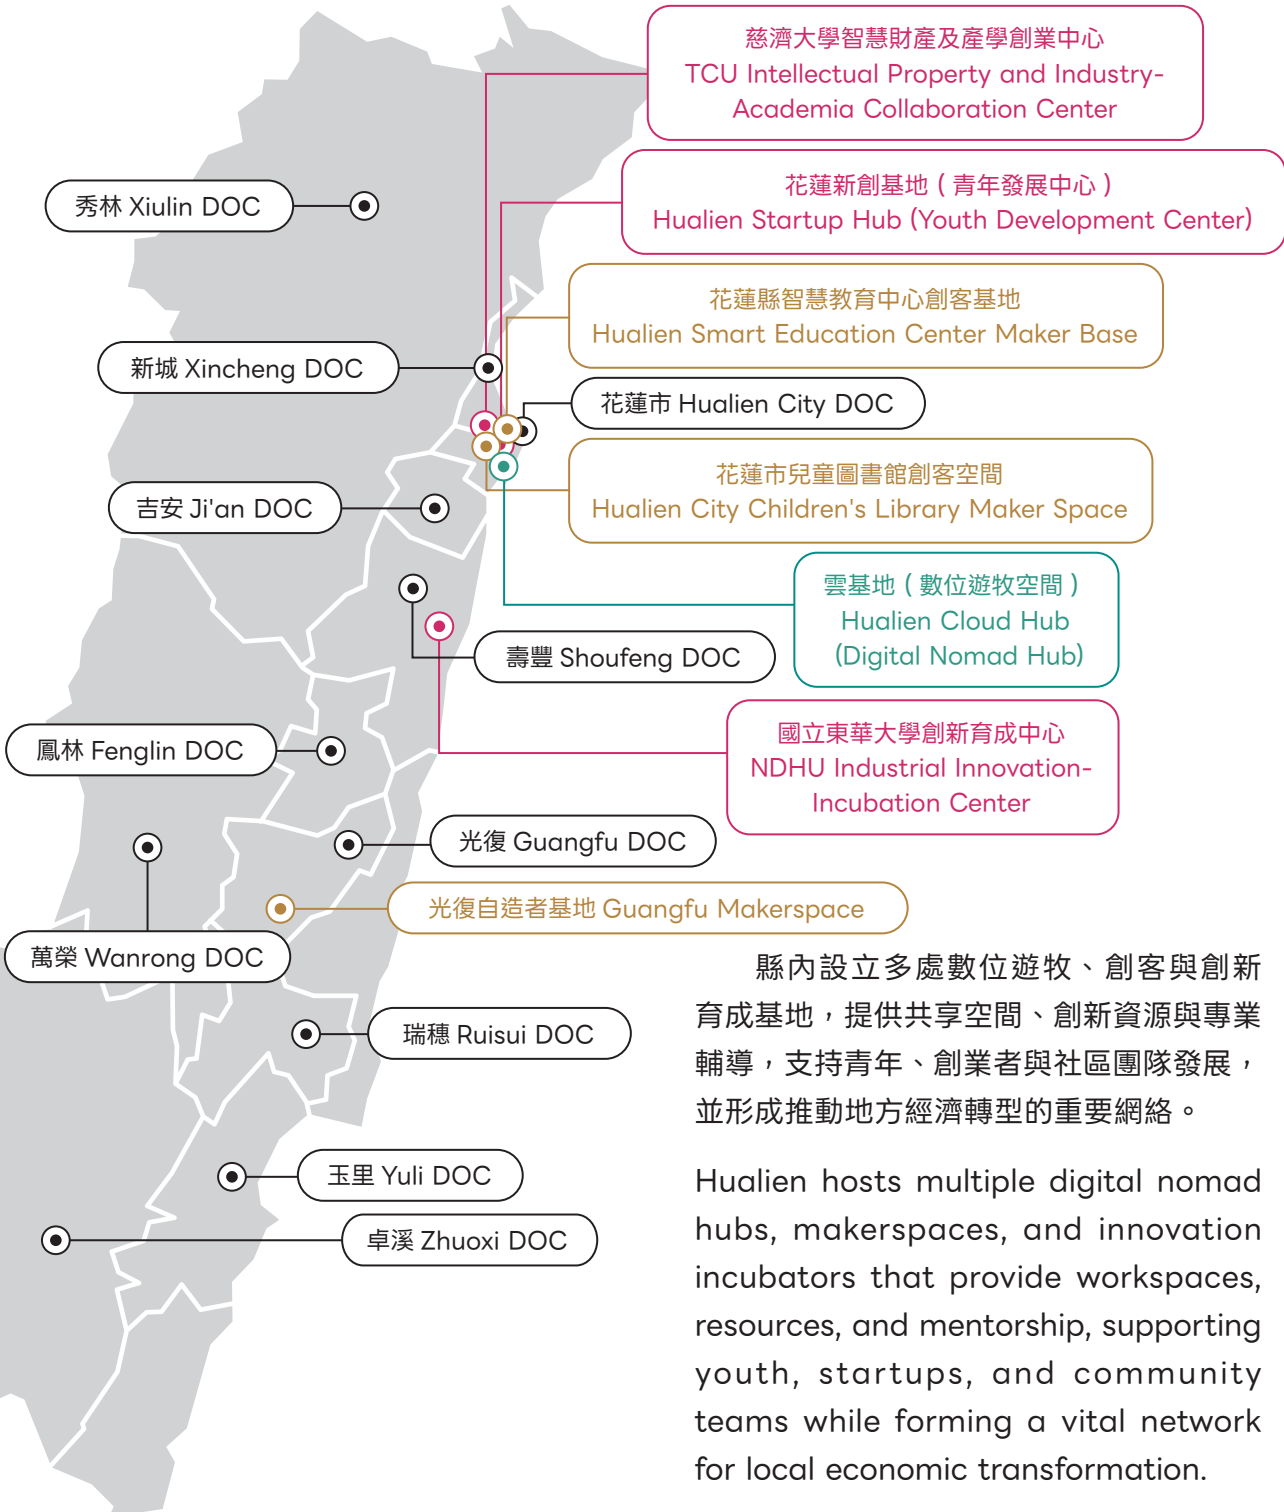 慈濟大學智慧財產及產學創業中心
TCU Intellectual Property and Industry-
Academia Collaboration Center
花蓮新創基地（青年發展中心）
Hualien Startup Hub (Youth Development Center)
秀林 Xiulin DOC
花蓮縣智慧教育中心創客基地
Hualien Smart Education Center Maker Base
新城 Xincheng DOC
花蓮市 Hualien City DOC
花蓮市兒童圖書館創客空間
Hualien City Children's Library Maker Space
吉安 Ji'an DOC
雲基地（數位遊牧空間）
Hualien Cloud Hub
(Digital Nomad Hub)
壽豐 Shoufeng DOC
鳳林 Fenglin DOC
國立東華大學創新育成中心
NDHU Industrial Innovation-
Incubation Center
光復 Guangfu DOC
光復自造者基地 Guangfu Makerspace
萬榮 Wanrong DOC
瑞穗 Ruisui DOC
玉里 Yuli DOC
卓溪 Zhuoxi DOC
縣內設立多處數位遊牧、創客與創新
育成基地，提供共享空間、創新資源與專業
輔導，支持青年、創業者與社區團隊發展，
並形成推動地方經濟轉型的重要網絡。
Hualien hosts multiple digital nomad
hubs, makerspaces, and innovation
incubators that provide workspaces,
resources, and mentorship, supporting
youth, startups, and community
teams while forming a vital network
for local economic transformation.